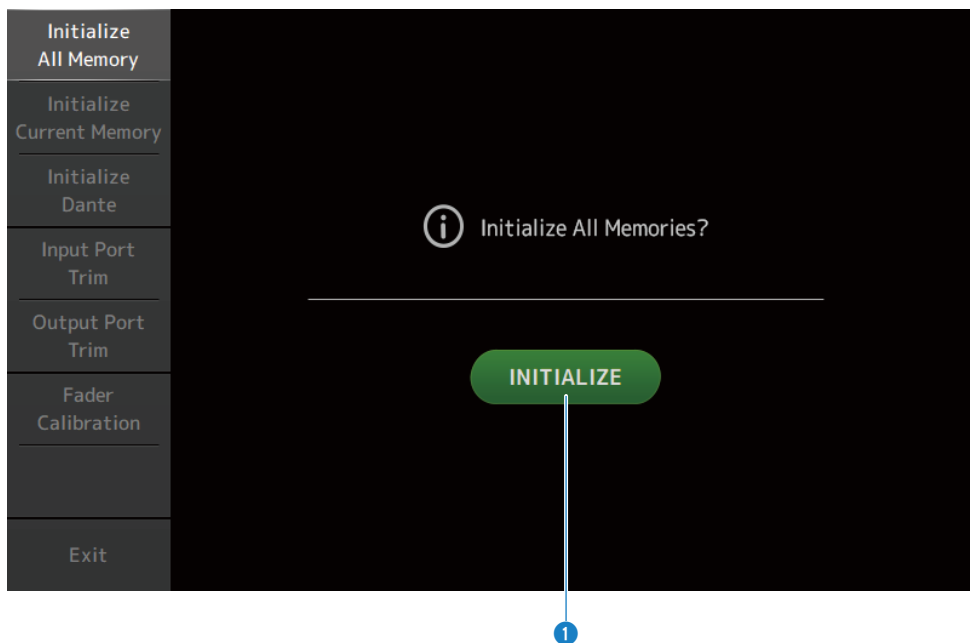 Initialize
All Memory
Initialize
Current Memory
Initialize
Dante
Input Port
Trim
Output Port
Trim
Fader
Calibration
Exit
Initialize All Memories?
INITIALIZE
1